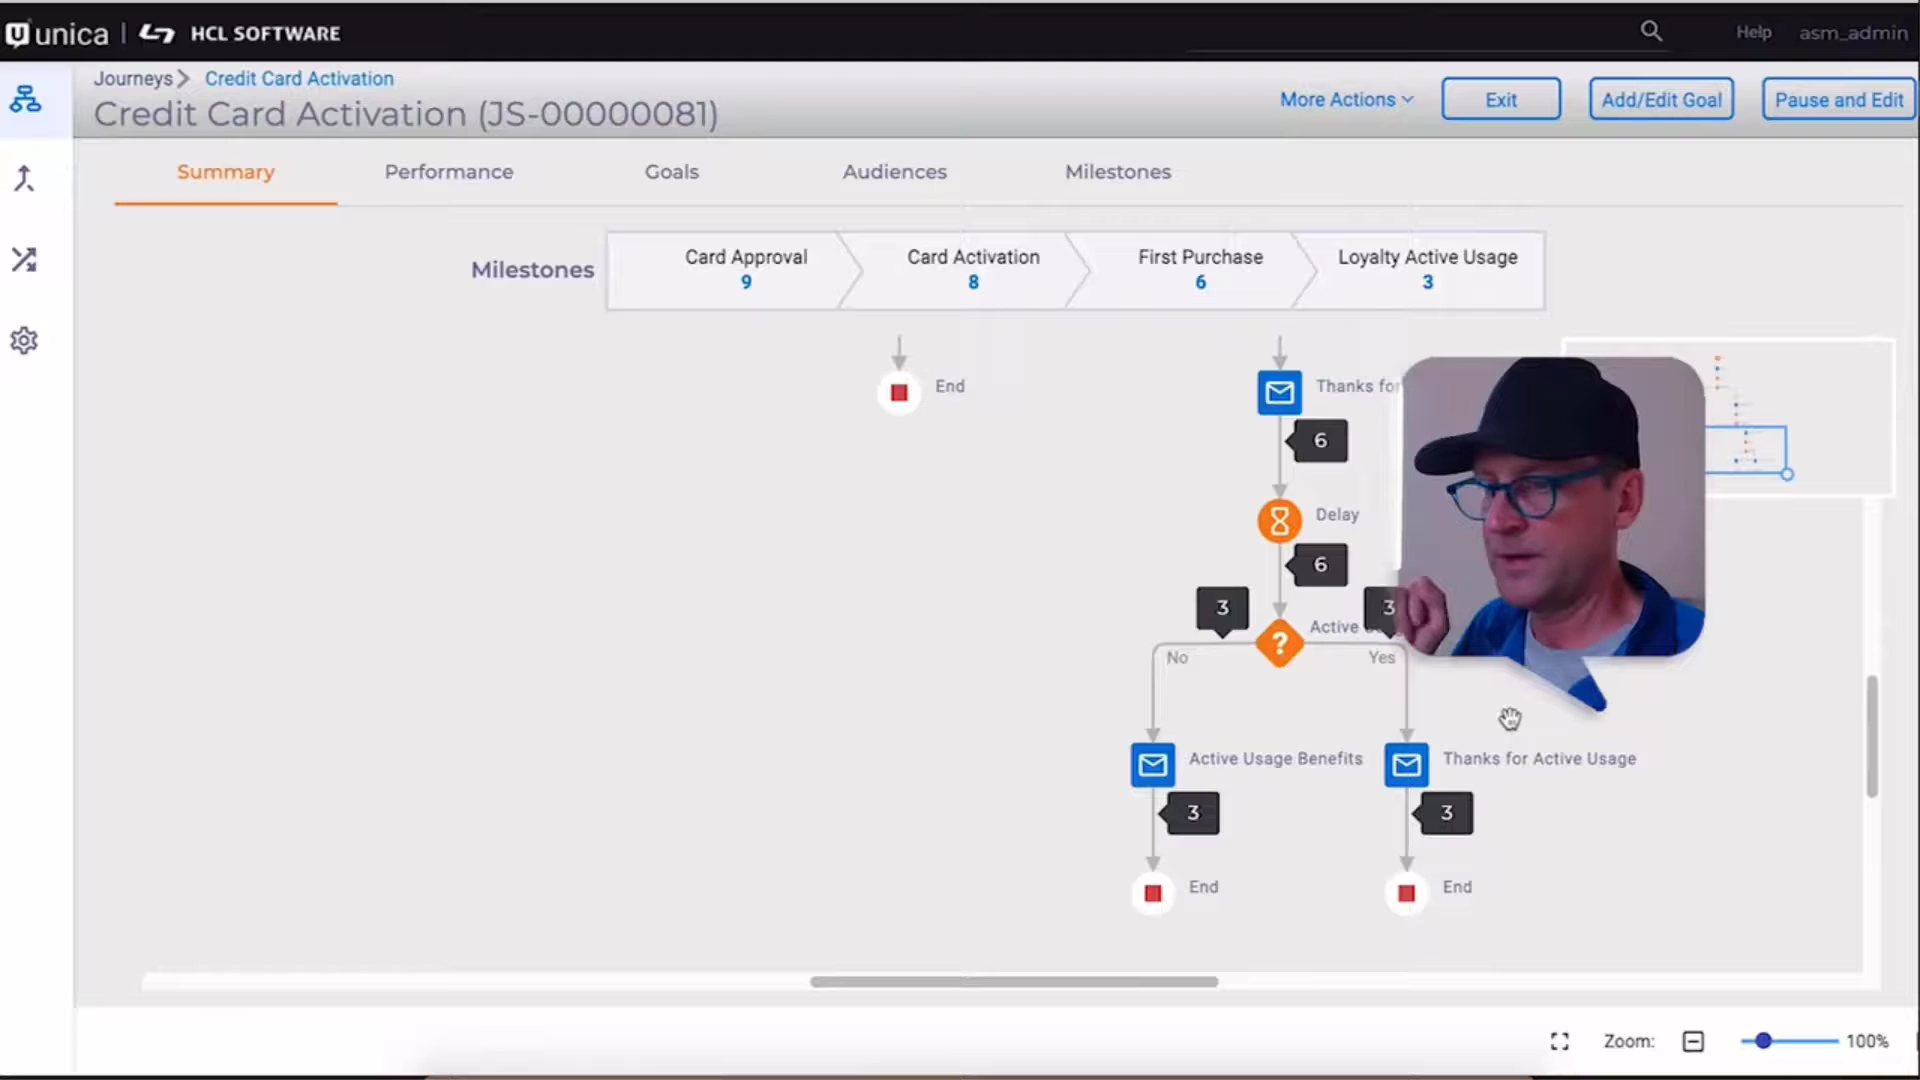 unica | HCL SOFTWARE
Help
asm_admin
Journeys > Credit Card Activation
Credit Card Activation (JS-00000081)
More Actions
Exit
Add/Edit Goal
Pause and Edit
Summary
Performance
Goals
Audiences
Milestones
Milestones
Card Approval
9
Card Activation
8
First Purchase
6
Loyalty Active Usage
3
End
Thanks for
6
Delay
6
3
3
Active
?
No
Yes
Active Usage Benefits
Thanks for Active Usage
3
3
End
End
Zoom:
100%